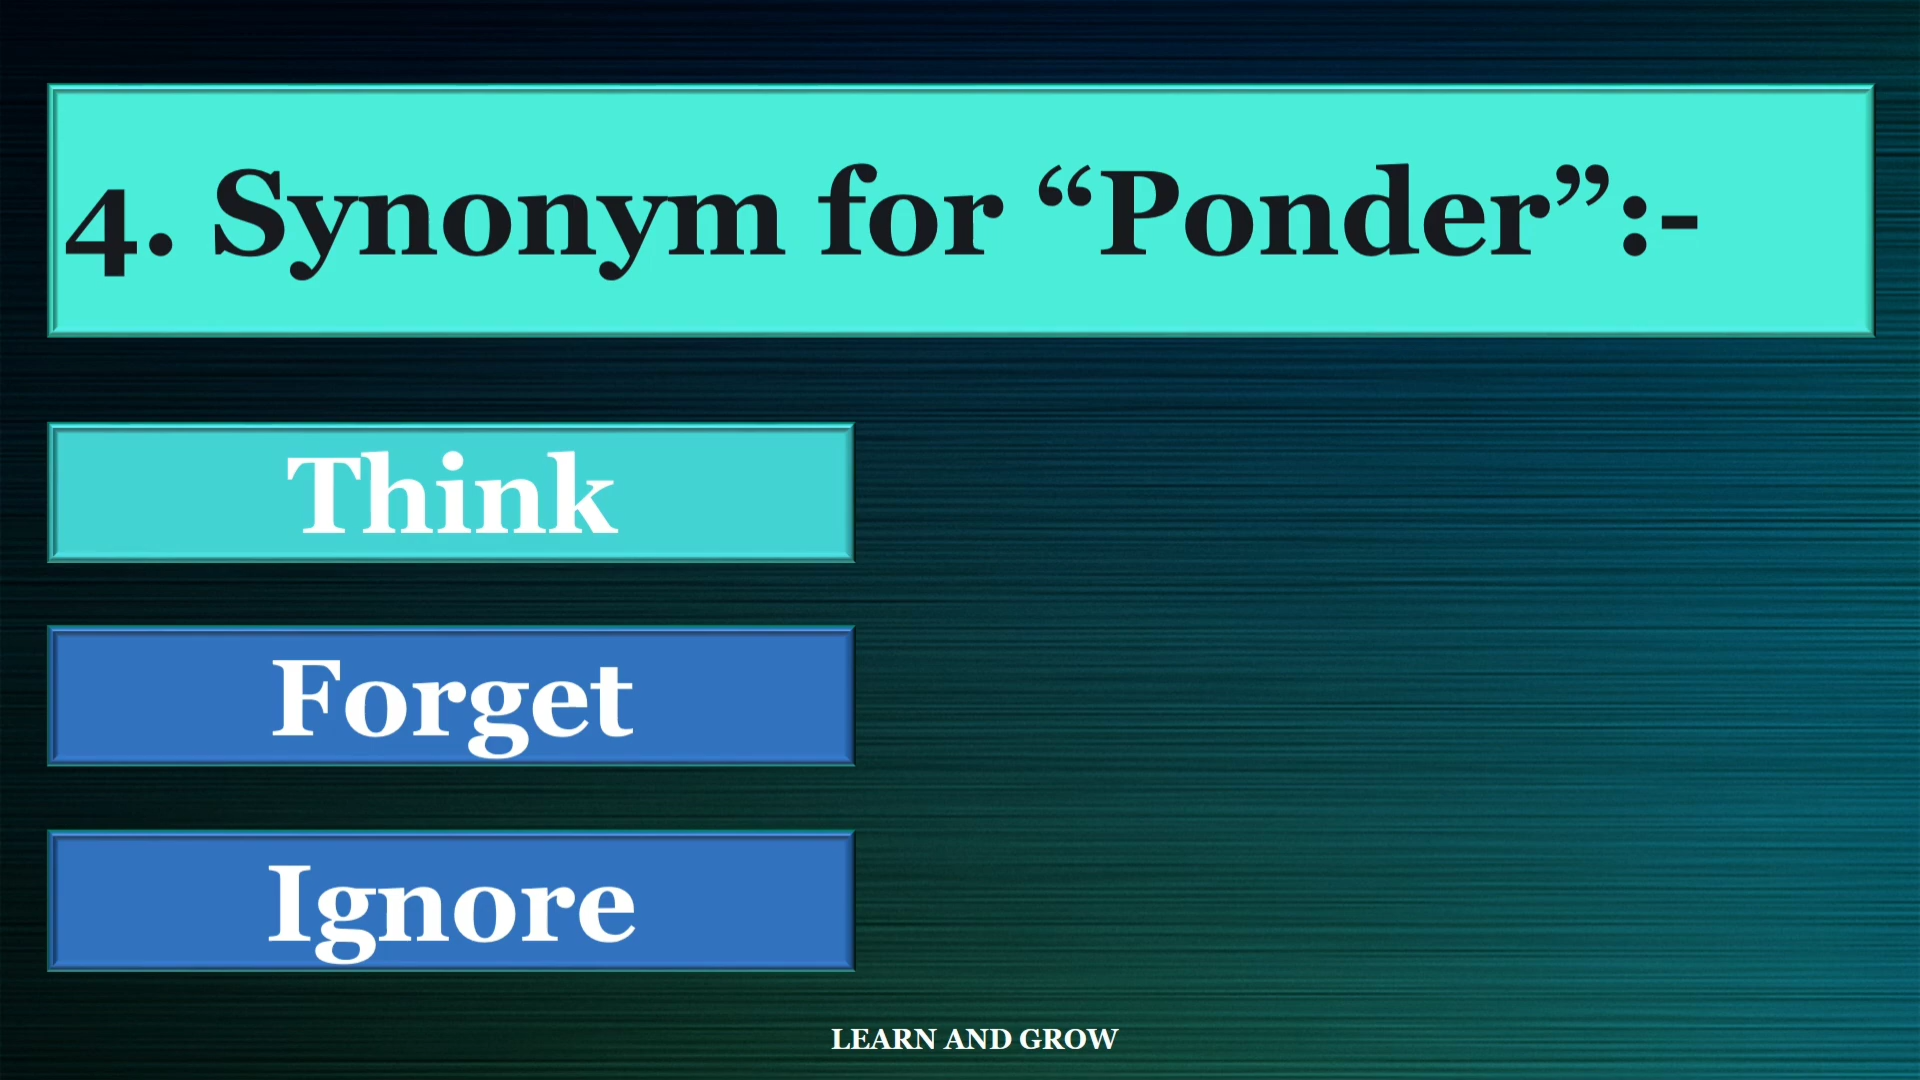 4. Synonym for “Ponder”:-
Think
Forget
Ignore
LEARN AND GROW